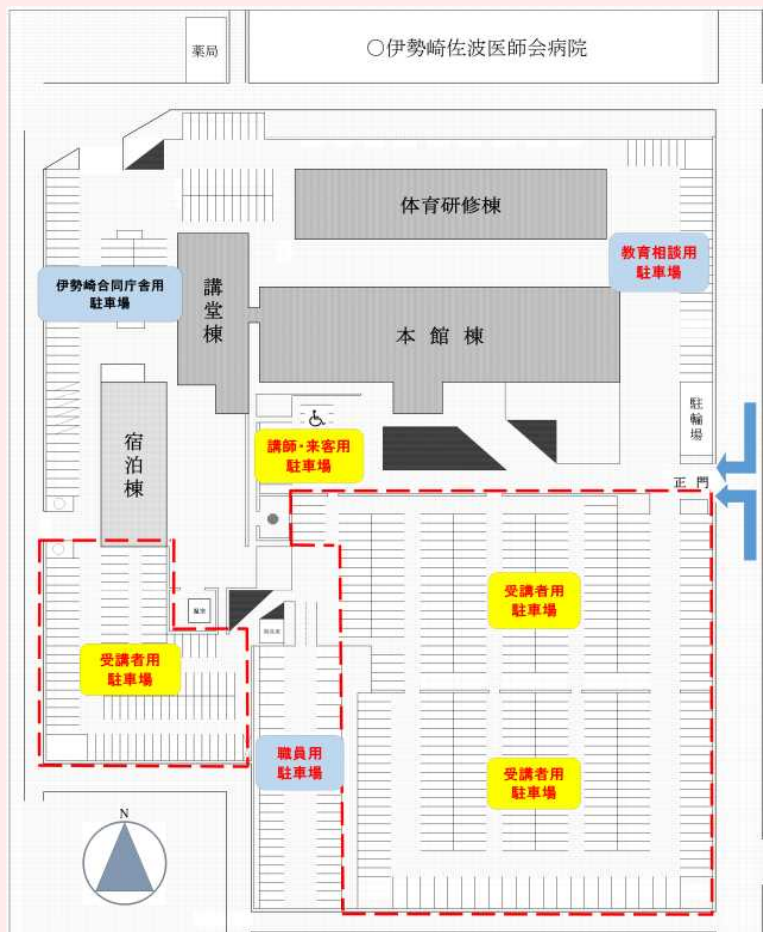 薬局
〇伊勢崎佐波医師会病院
体育研修棟
教育相談用
駐車場
伊勢崎合同庁舎用
駐車場
講堂棟
本館棟
駐輪場
宿泊棟
講師・来客用
駐車場
正門
受講者用
駐車場
受講者用
駐車場
職員用
駐車場
受講者用
駐車場
N